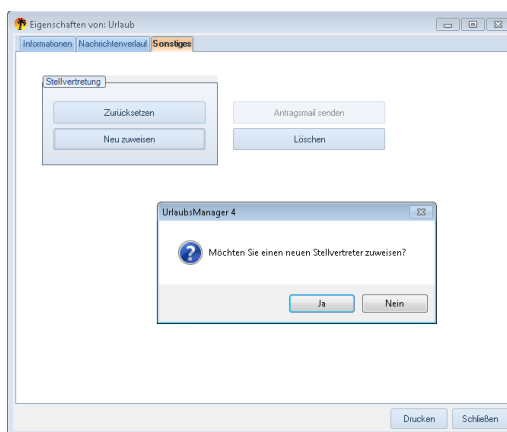 Eigenschaften von: Urlaub
Informationen Nachrichtenverlauf Sonstiges
Stellvertretung
Zurücksetzen Antragsmail senden
Neu zuweisen Löschen
UrlaubsManager 4
Möchten Sie einen neuen Stellvertreter zuweisen?
Ja Nein
Drucken Schließen